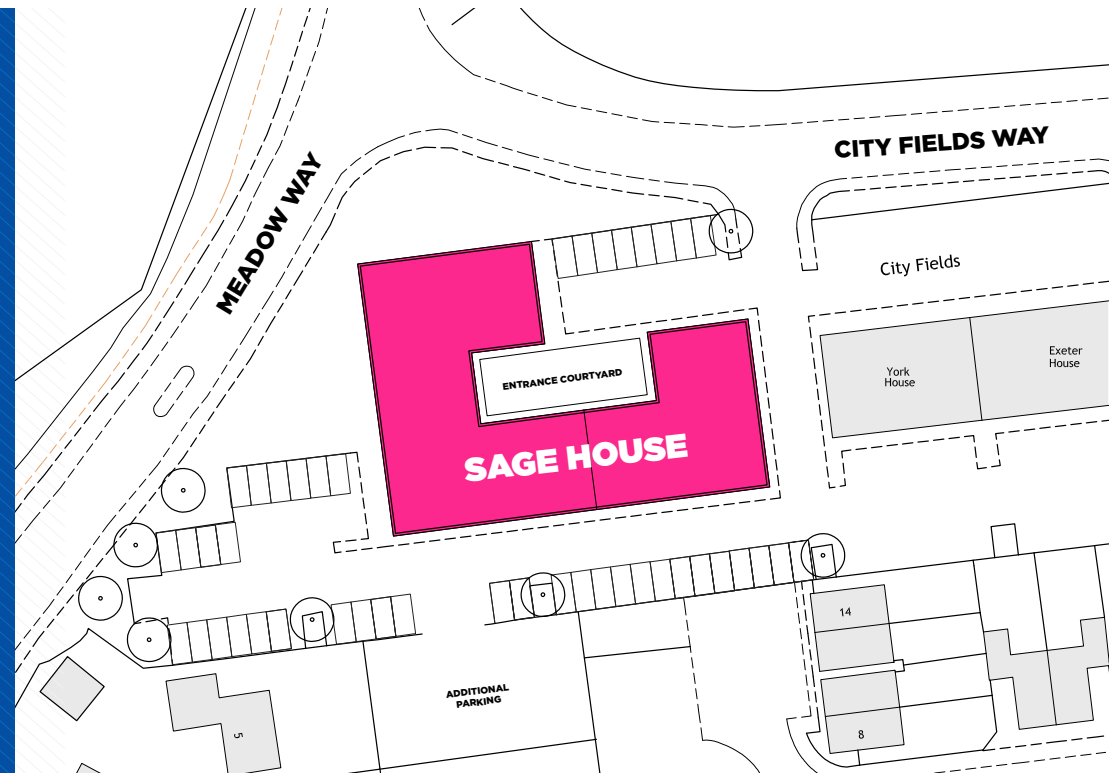 CITY FIELDS WAY
MEADOW WAY
City Fields
ENTRANCE COURTYARD
York
House
Exeter
House
SAGE HOUSE
14
ADDITIONAL
PARKING
5
8